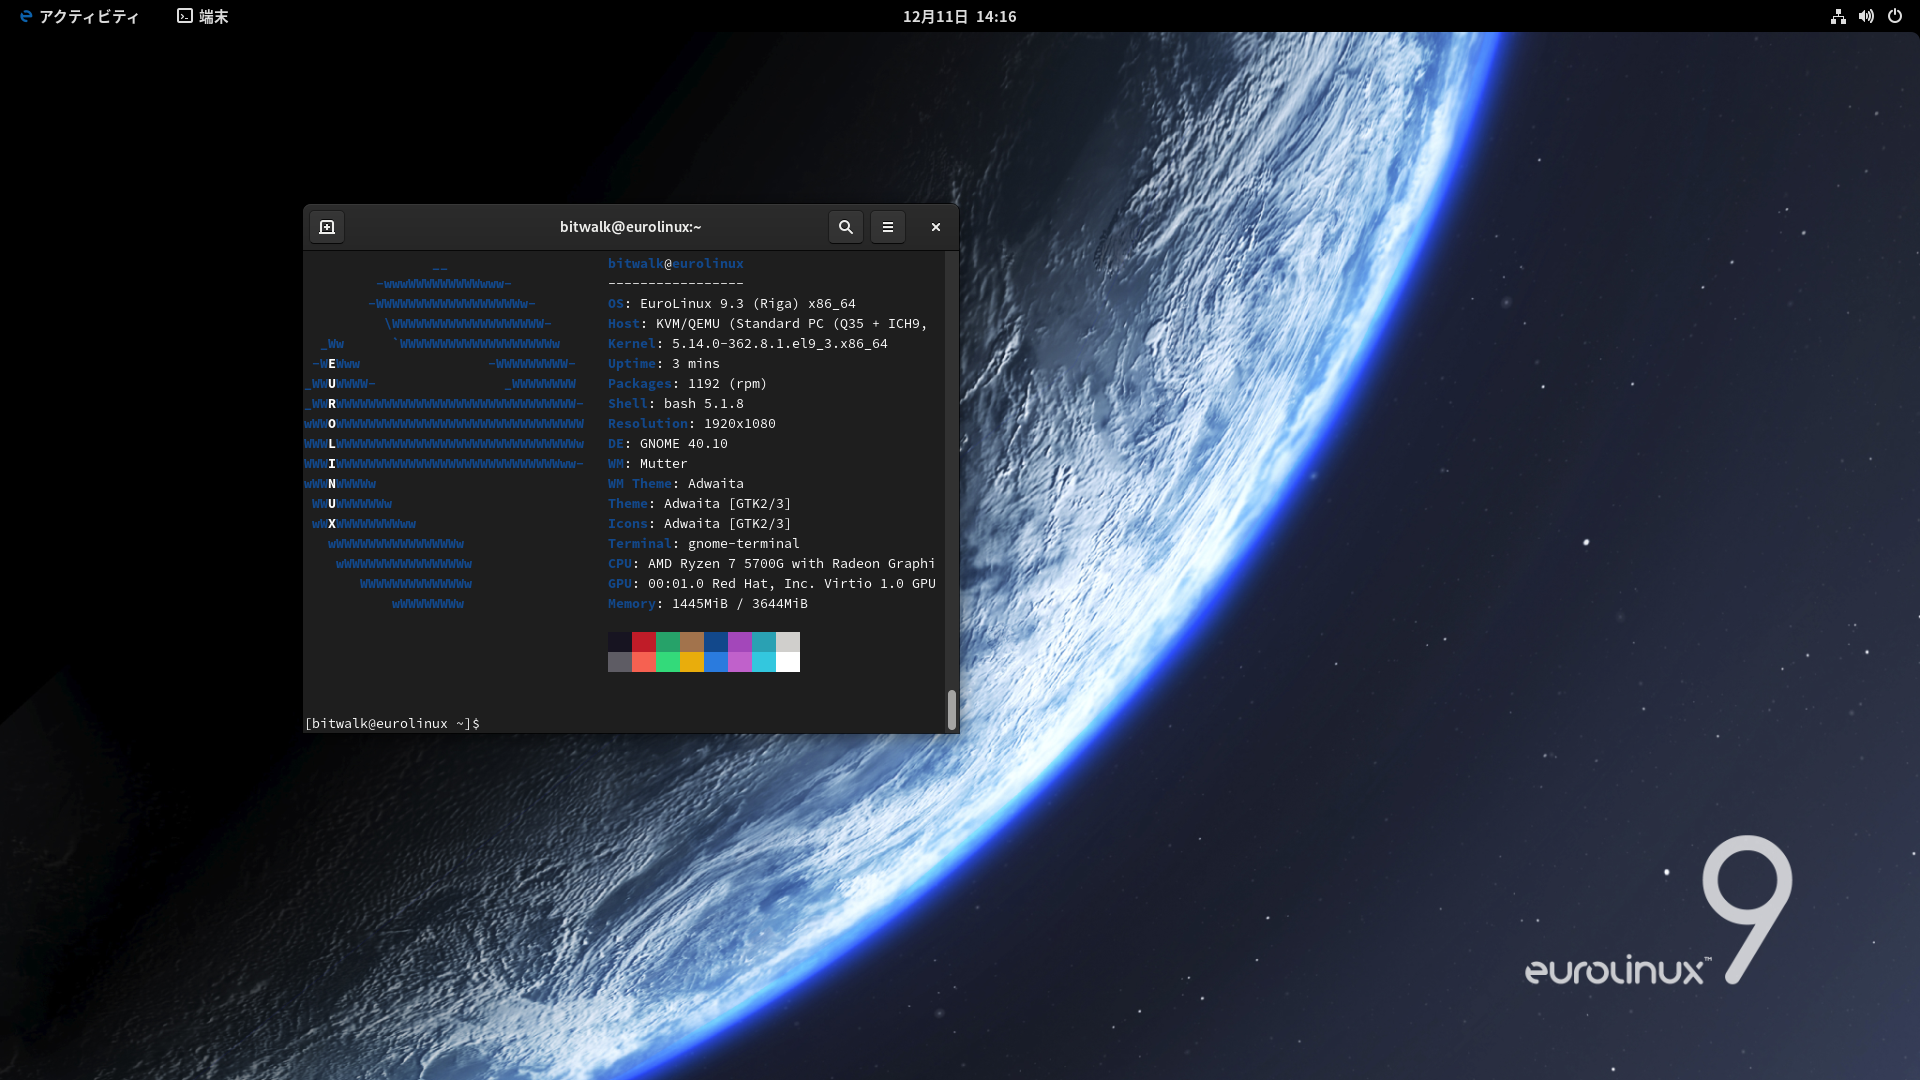 アクティビティ 端末 12月11日 14:16
bitwalk@eurolinux:~
bitwalk@eurolinux
-----------------
OS: EuroLinux 9.3 (Riga) x86_64
Host: KVM/QEMU (Standard PC (Q35 + ICH9,
Kernel: 5.14.0-362.8.1.el9_3.x86_64
Uptime: 3 mins
Packages: 1192 (rpm)
Shell: bash 5.1.8
Resolution: 1920x1080
DE: GNOME 40.10
WM: Mutter
WM Theme: Adwaita
Theme: Adwaita [GTK2/3]
Icons: Adwaita [GTK2/3]
Terminal: gnome-terminal
CPU: AMD Ryzen 7 5700G with Radeon Graphi
GPU: 00:01.0 Red Hat, Inc. Virtio 1.0 GPU
Memory: 1445MiB / 3644MiB
EUROLINUX
[bitwalk@eurolinux ~]$
eurolinux™ 9